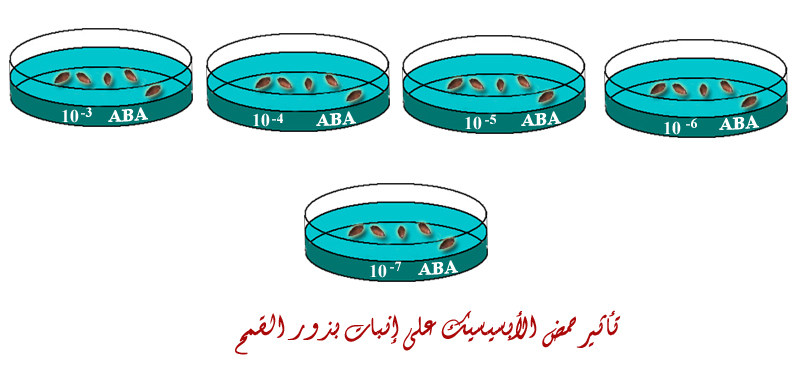 10-3 ABA
10-4 ABA
10-5 ABA
10-6 ABA
10-7 ABA
تأثير حمض الأبسيسيك على إنبات بذور القمح